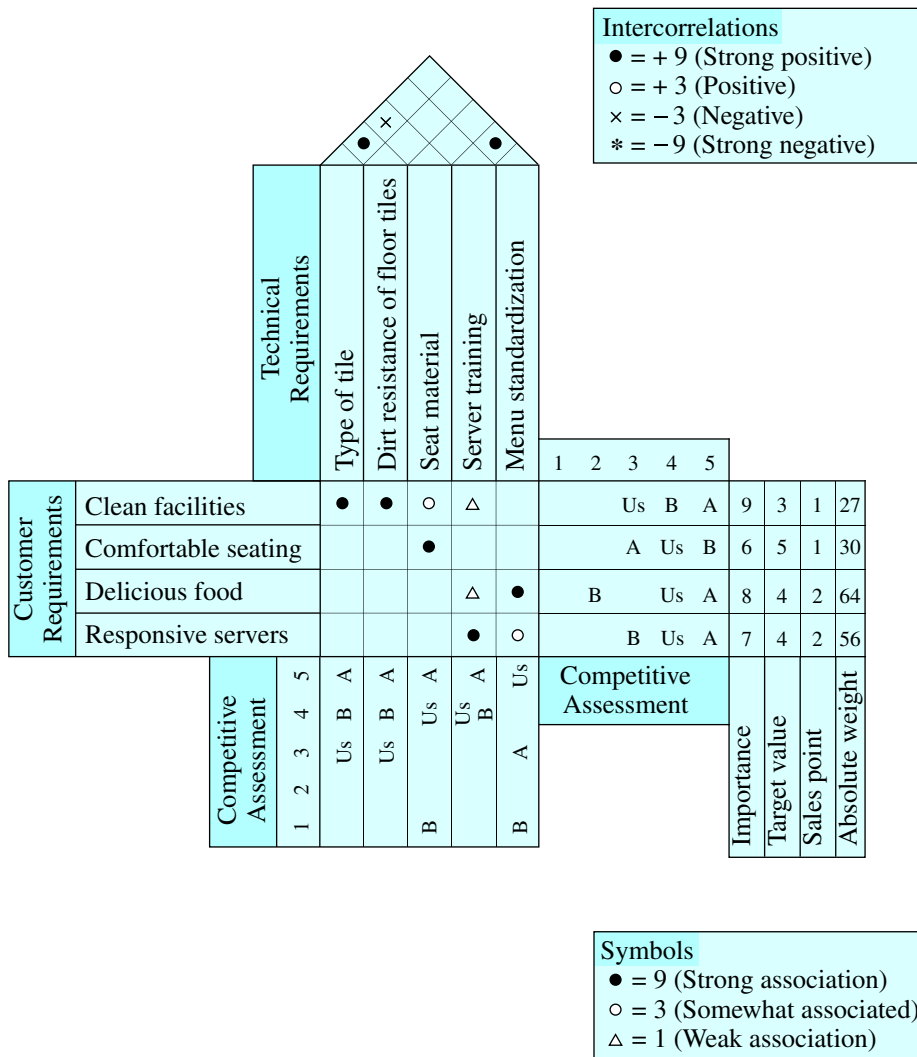 Intercorrelations
● = + 9 (Strong positive)
○ = + 3 (Positive)
× = − 3 (Negative)
* = − 9 (Strong negative)
Technical
Requirements
Type of tile
Dirt resistance of floor tiles
Seat material
Server training
Menu standardization
1 2 3 4 5
Customer
Requirements
Clean facilities ● ● ○ △ Us B A 9 3 1 27
Comfortable seating ● A Us B 6 5 1 30
Delicious food △ ● B Us A 8 4 2 64
Responsive servers ● ○ B Us A 7 4 2 56
Competitive
Assessment
1 2 3 4 5
Us B A
Us B A
B Us A
Us B A
B A Us
Competitive
Assessment
Importance
Target value
Sales point
Absolute weight
Symbols
● = 9 (Strong association)
○ = 3 (Somewhat associated)
△ = 1 (Weak association)